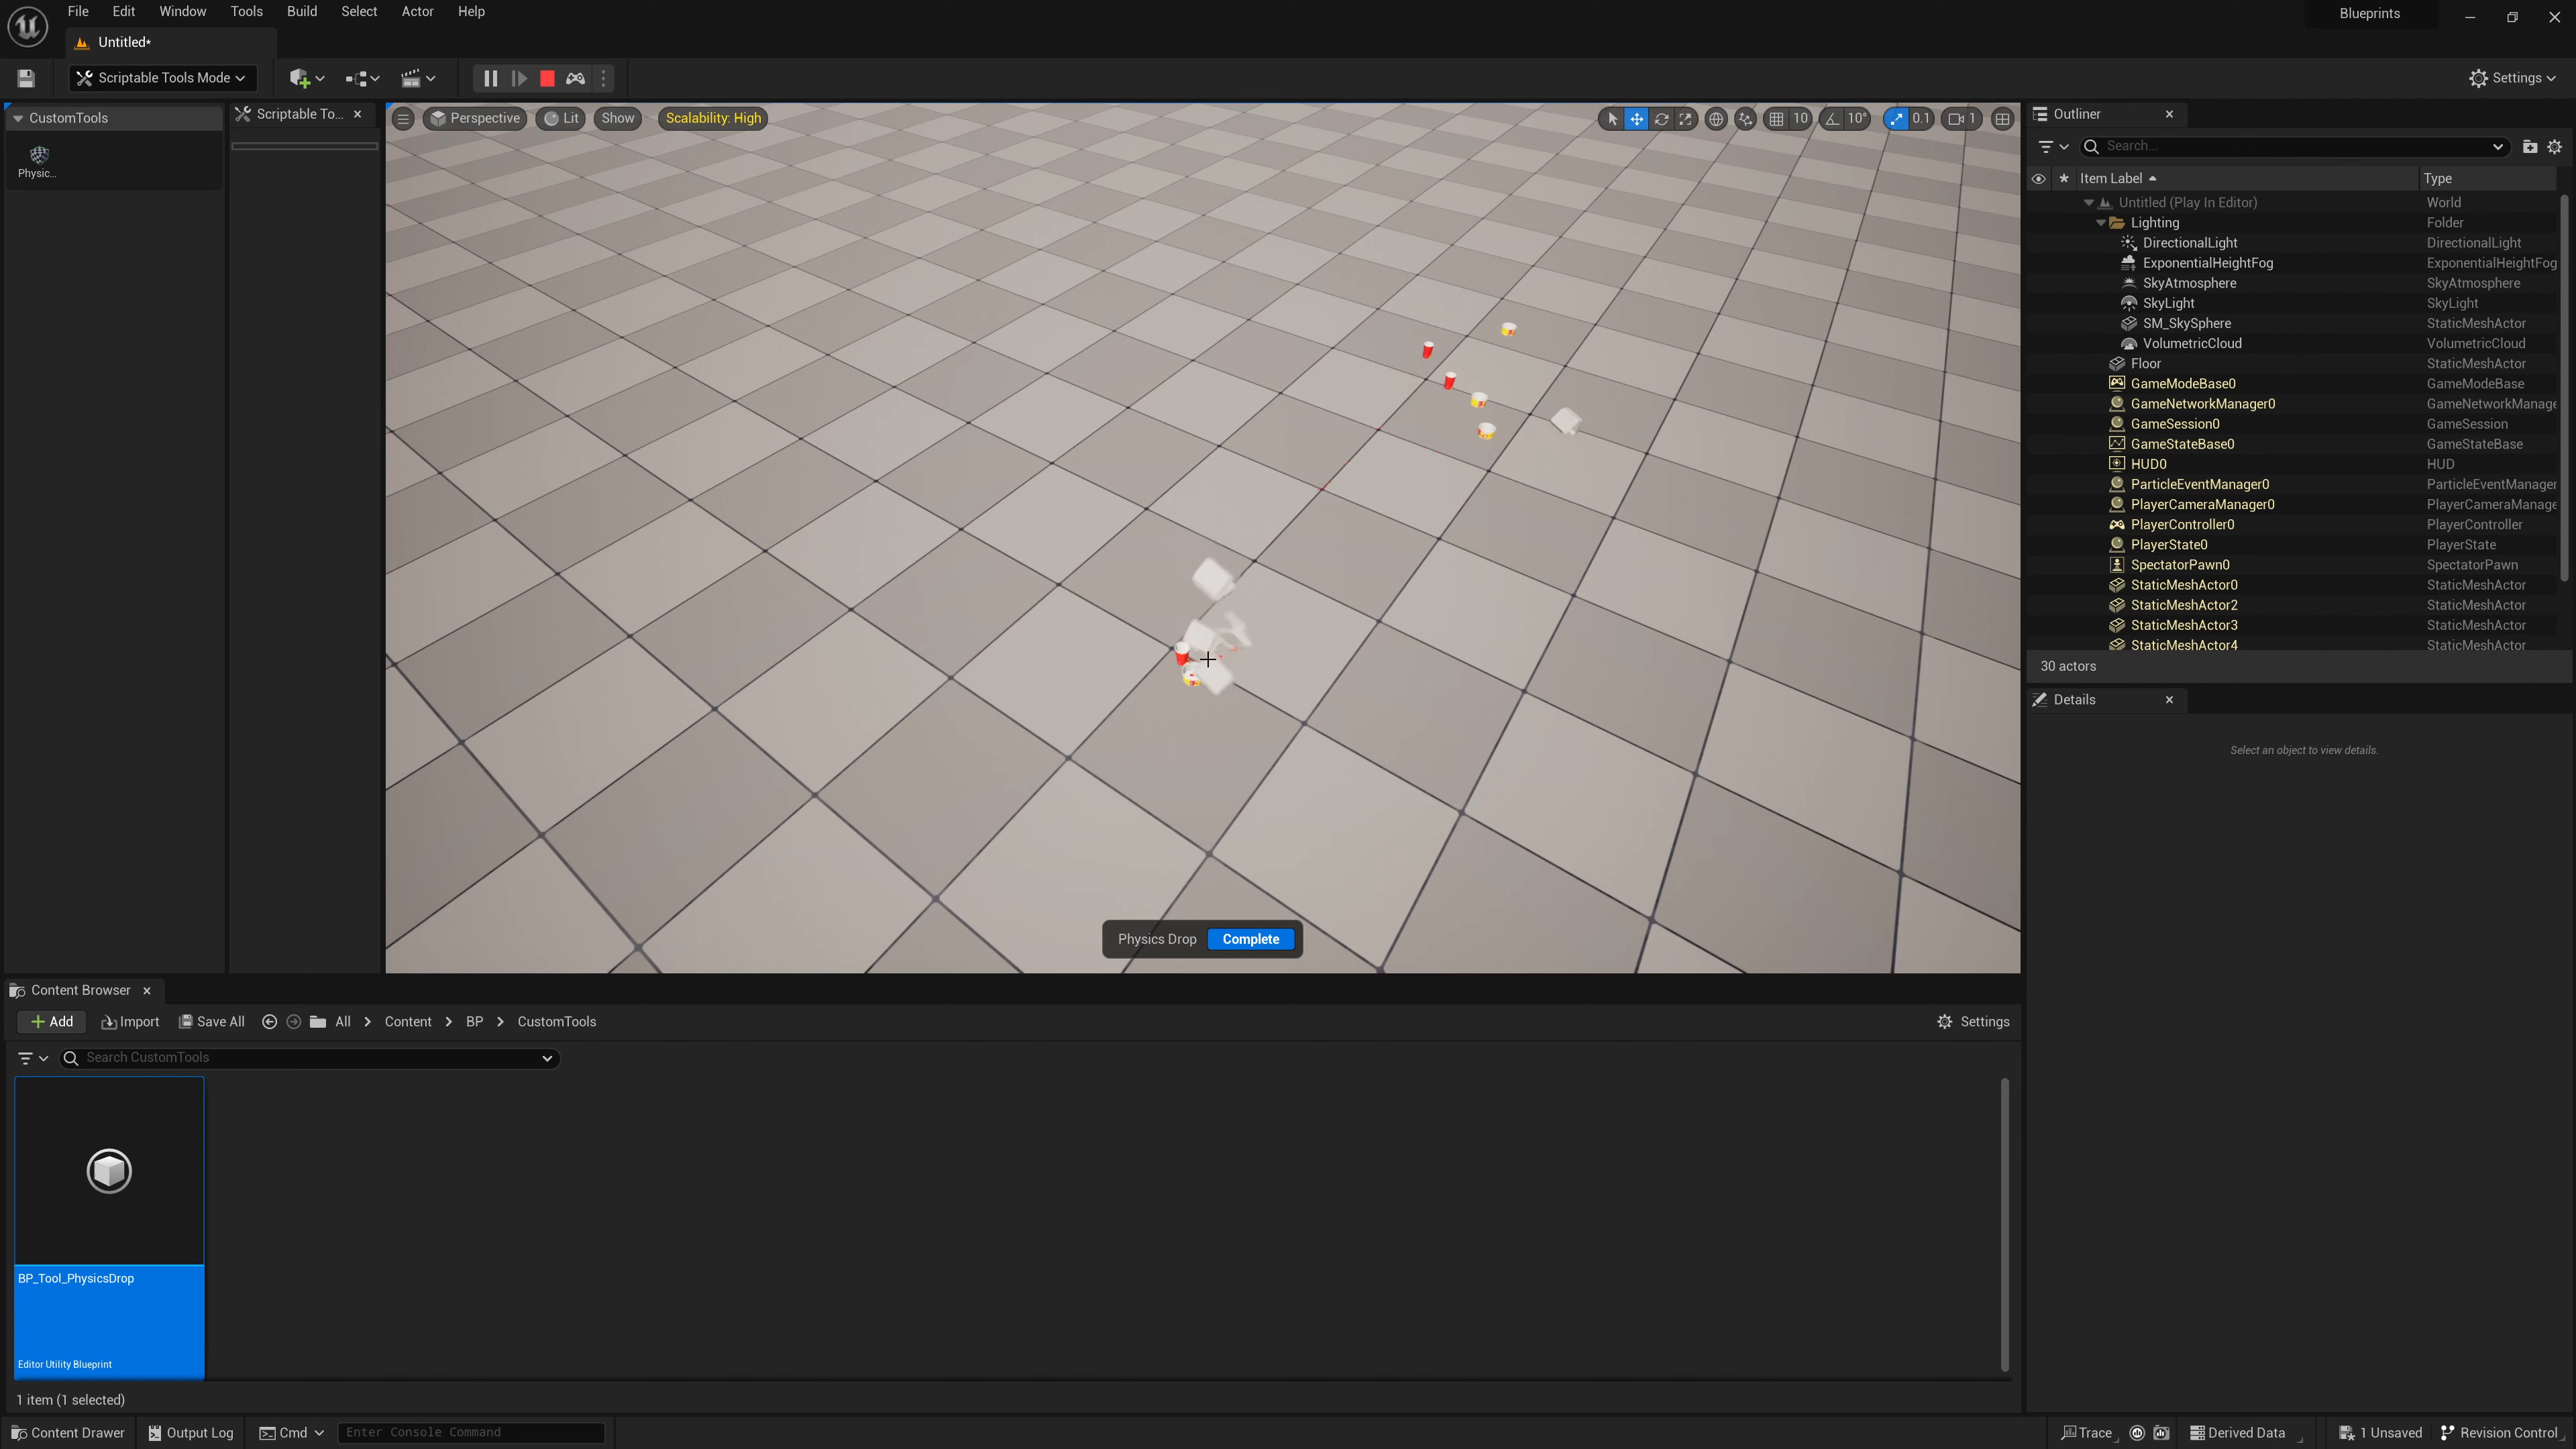 File Edit Window Tools Build Select Actor Help
Blueprints
Untitled*
Scriptable Tools Mode
Settings
CustomTools
Physic...
Scriptable To...
Perspective Lit Show Scalability: High
10 10° 0.1 1
Outliner
Search...
Item Label Type
Untitled (Play In Editor) World
Lighting Folder
DirectionalLight DirectionalLight
ExponentialHeightFog ExponentialHeightFog
SkyAtmosphere SkyAtmosphere
SkyLight SkyLight
SM_SkySphere StaticMeshActor
VolumetricCloud VolumetricCloud
Floor StaticMeshActor
GameModeBase0 GameModeBase
GameNetworkManager0 GameNetworkManage
GameSession0 GameSession
GameStateBase0 GameStateBase
HUD0 HUD
ParticleEventManager0 ParticleEventManager
PlayerCameraManager0 PlayerCameraManage
PlayerController0 PlayerController
PlayerState0 PlayerState
SpectatorPawn0 SpectatorPawn
StaticMeshActor0 StaticMeshActor
StaticMeshActor2 StaticMeshActor
StaticMeshActor3 StaticMeshActor
StaticMeshActor4 StaticMeshActor
30 actors
Details
Select an object to view details.
Physics Drop Complete
Content Browser
Add Import Save All All Content BP CustomTools
Settings
Search CustomTools
BP_Tool_PhysicsDrop
Editor Utility Blueprint
1 item (1 selected)
Content Drawer Output Log Cmd Enter Console Command
Trace Derived Data 1 Unsaved Revision Control